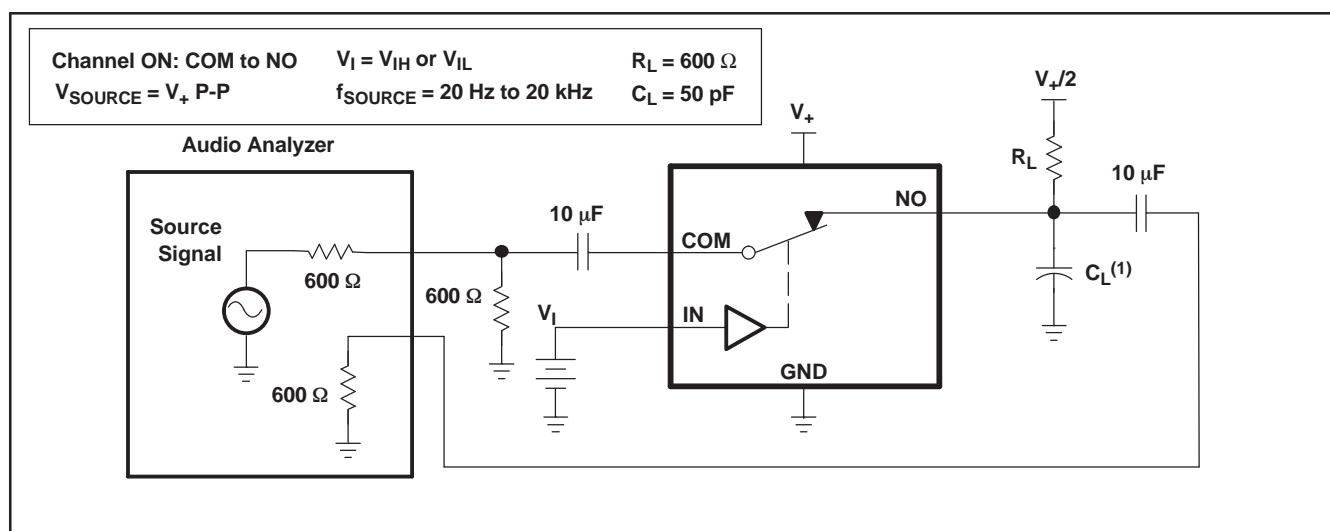 Channel ON: COM to NO
V_I = V_IH or V_IL
R_L = 600 Ω
V_SOURCE = V_+ P-P
f_SOURCE = 20 Hz to 20 kHz
C_L = 50 pF
V_+/2
V_+
Audio Analyzer
R_L
10 μF
NO
Source
Signal
10 μF
COM
600 Ω
600 Ω
C_L(1)
V_I
IN
GND
600 Ω